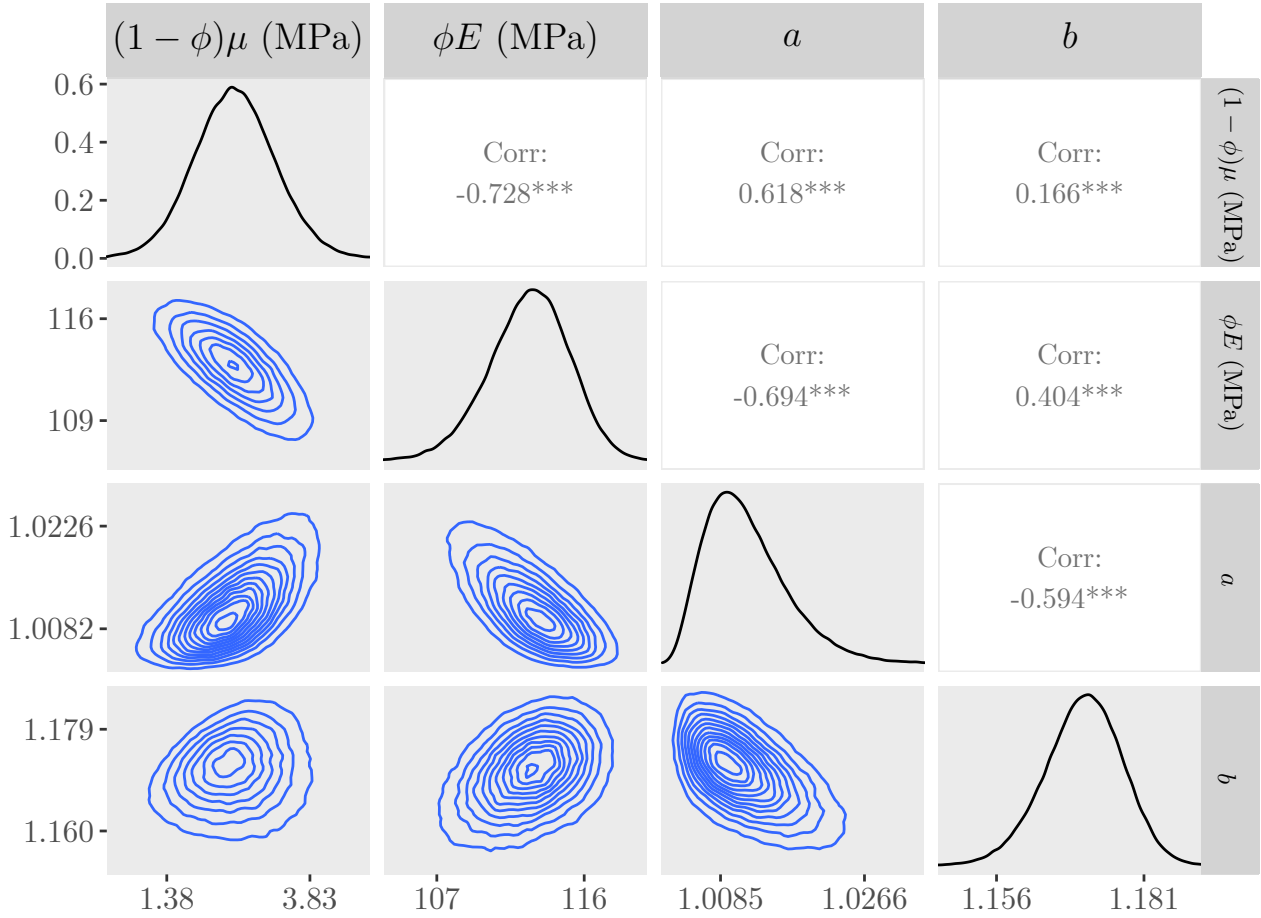 (1 − ϕ)μ (MPa)
ϕE (MPa)
a
b
0.6
0.4
0.2
0.0
Corr:
-0.728***
Corr:
0.618***
Corr:
0.166***
(1 − ϕ)μ (MPa)
116
109
Corr:
-0.694***
Corr:
0.404***
ϕE (MPa)
1.0226
1.0082
Corr:
-0.594***
a
1.179
1.160
b
1.38
3.83
107
116
1.0085
1.0266
1.156
1.181